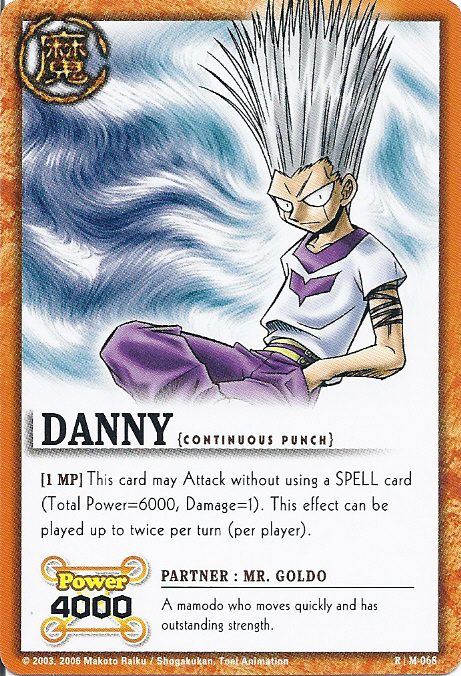 魔
DANNY {CONTINUOUS PUNCH}
[1 MP] This card may Attack without using a SPELL card
(Total Power=6000, Damage=1). This effect can be
played up to twice per turn (per player).
Power
4000
PARTNER : MR. GOLDO
A mamodo who moves quickly and has
outstanding strength.
© 2003, 2006 Makoto Raiku / Shogakukan, Toei Animation
R | M-068